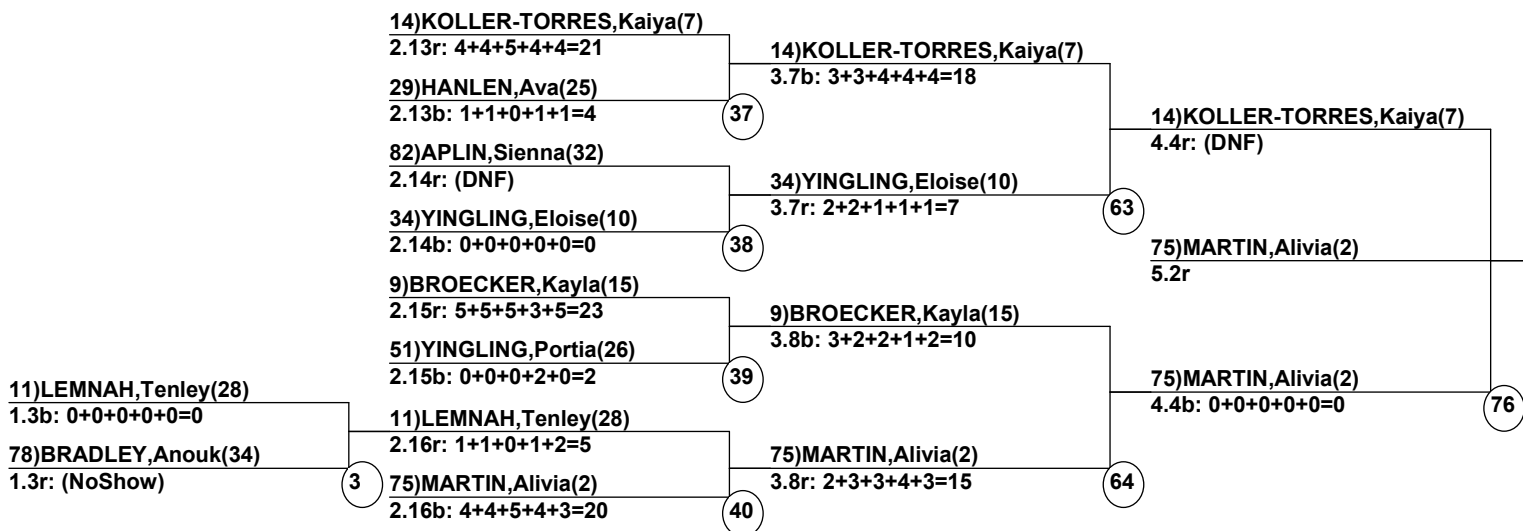 14)KOLLER-TORRES,Kaiya(7)
2.13r: 4+4+5+4+4=21
29)HANLEN,Ava(25)
2.13b: 1+1+0+1+1=4
37
82)APLIN,Sienna(32)
2.14r: (DNF)
34)YINGLING,Eloise(10)
2.14b: 0+0+0+0+0=0
38
9)BROECKER,Kayla(15)
2.15r: 5+5+5+3+5=23
51)YINGLING,Portia(26)
2.15b: 0+0+0+2+0=2
39
11)LEMNAH,Tenley(28)
1.3b: 0+0+0+0+0=0
78)BRADLEY,Anouk(34)
1.3r: (NoShow)
3
11)LEMNAH,Tenley(28)
2.16r: 1+1+0+1+2=5
75)MARTIN,Alivia(2)
2.16b: 4+4+5+4+3=20
40
14)KOLLER-TORRES,Kaiya(7)
3.7b: 3+3+4+4+4=18
34)YINGLING,Eloise(10)
3.7r: 2+2+1+1+1=7
63
9)BROECKER,Kayla(15)
3.8b: 3+2+2+1+2=10
75)MARTIN,Alivia(2)
3.8r: 2+3+3+4+3=15
64
14)KOLLER-TORRES,Kaiya(7)
4.4r: (DNF)
75)MARTIN,Alivia(2)
4.4b: 0+0+0+0+0=0
76
75)MARTIN,Alivia(2)
5.2r